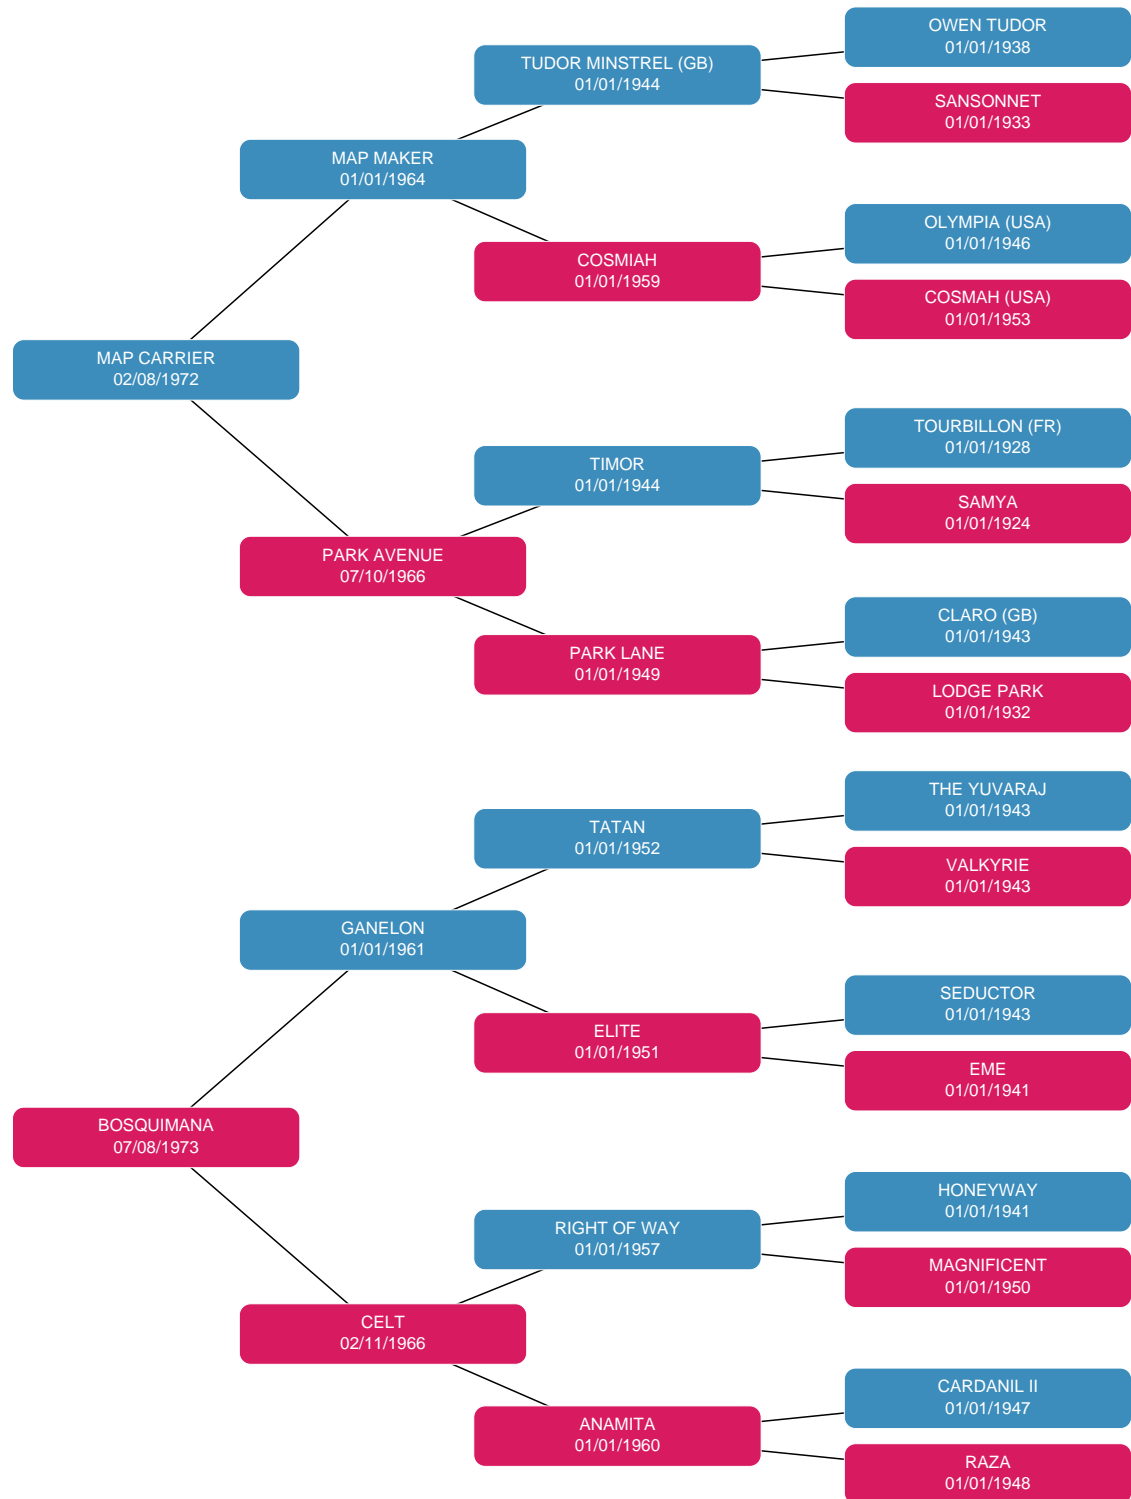 OWEN TUDOR
01/01/1938
TUDOR MINSTREL (GB)
01/01/1944
SANSONNET
01/01/1933
MAP MAKER
01/01/1964
OLYMPIA (USA)
01/01/1946
COSMIAH
01/01/1959
COSMAH (USA)
01/01/1953
MAP CARRIER
02/08/1972
TOURBILLON (FR)
01/01/1928
TIMOR
01/01/1944
SAMYA
01/01/1924
PARK AVENUE
07/10/1966
CLARO (GB)
01/01/1943
PARK LANE
01/01/1949
LODGE PARK
01/01/1932
THE YUVARAJ
01/01/1943
TATAN
01/01/1952
VALKYRIE
01/01/1943
GANELON
01/01/1961
SEDUCTOR
01/01/1943
ELITE
01/01/1951
EME
01/01/1941
BOSQUIMANA
07/08/1973
HONEYWAY
01/01/1941
RIGHT OF WAY
01/01/1957
MAGNIFICENT
01/01/1950
CELT
02/11/1966
CARDANIL II
01/01/1947
ANAMITA
01/01/1960
RAZA
01/01/1948